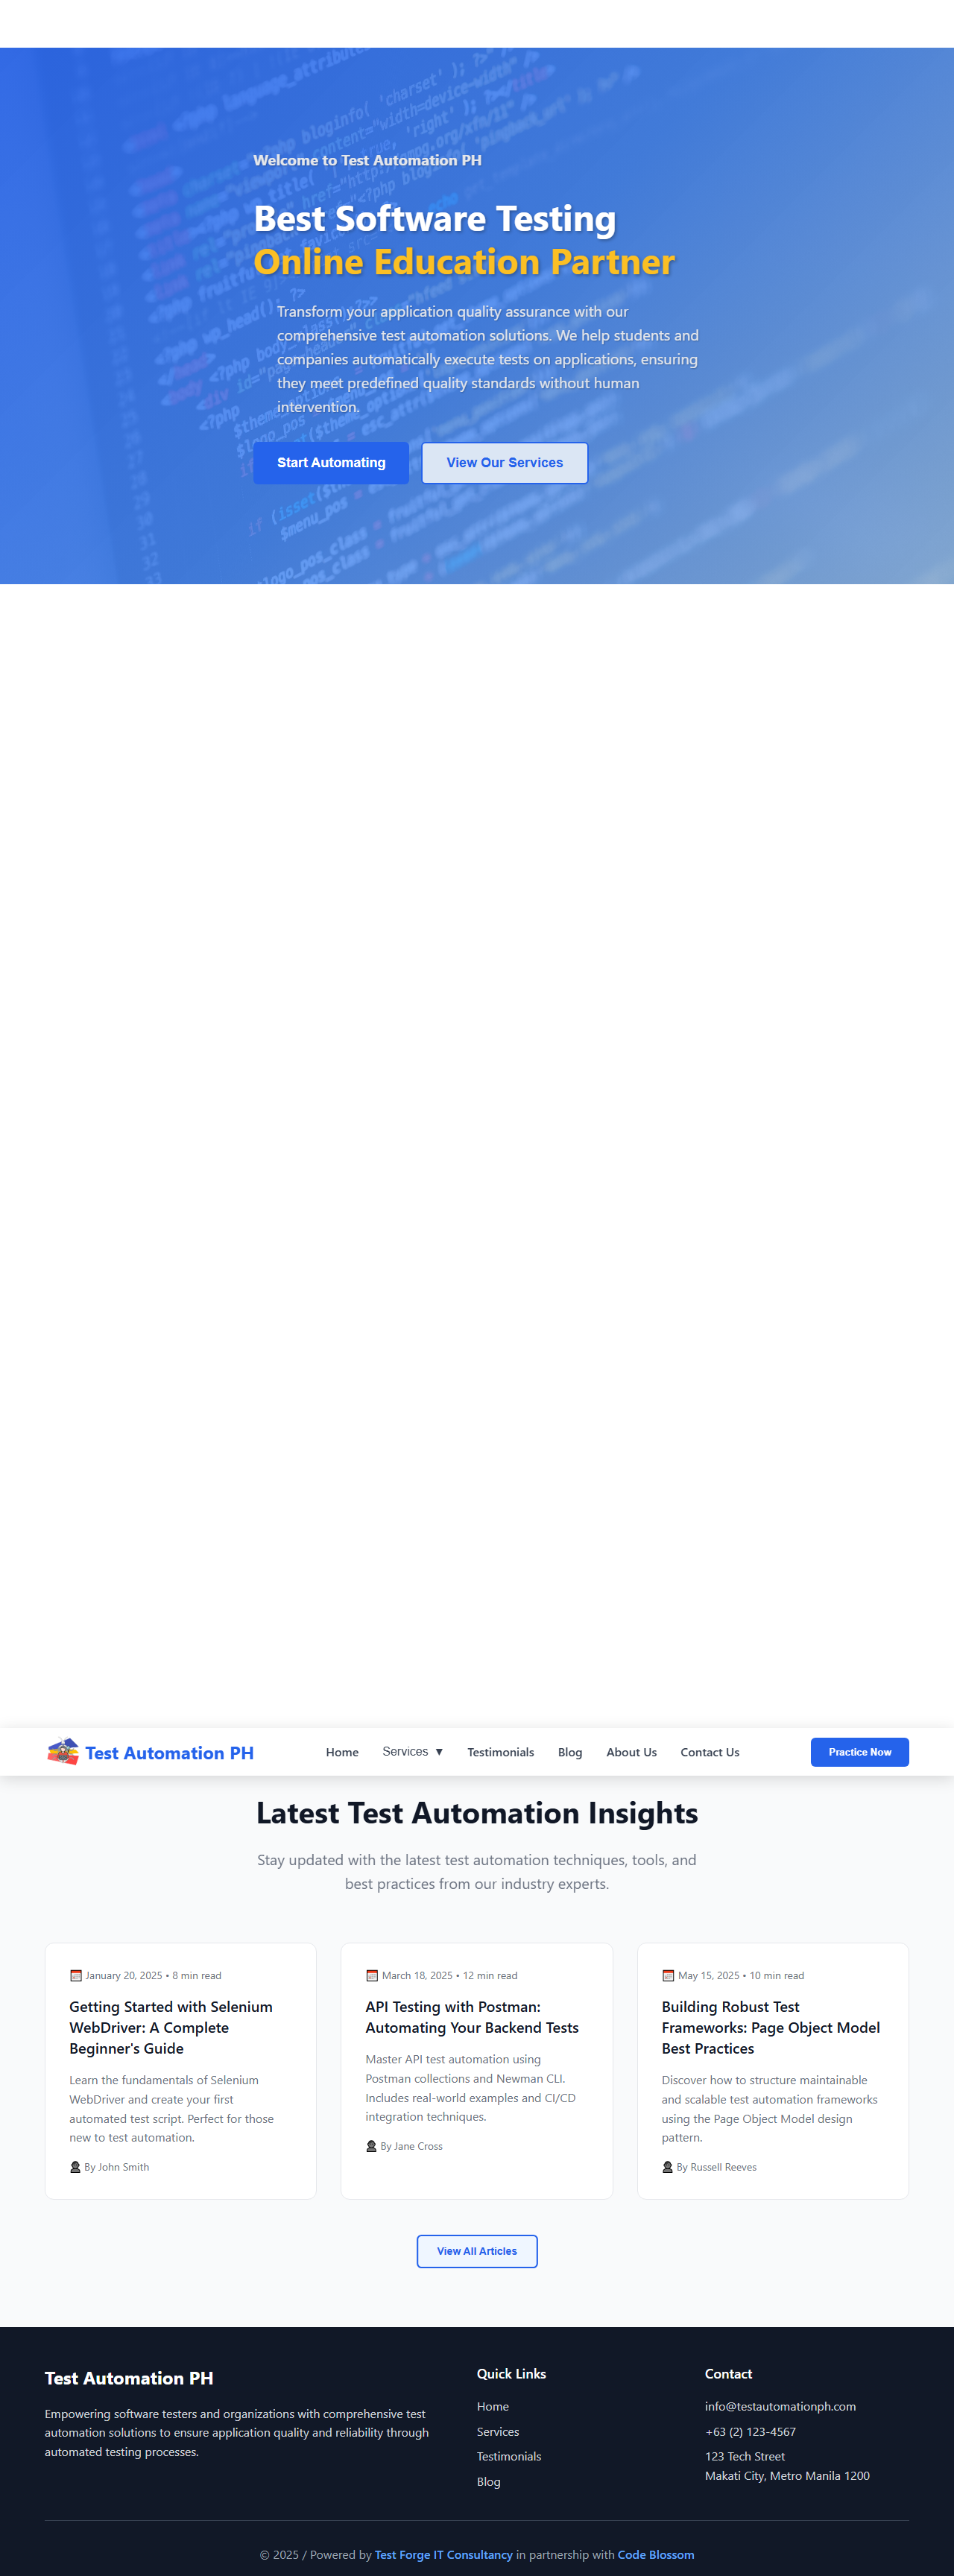 Welcome to Test Automation PH
Best Software Testing
Online Education Partner
Transform your application quality assurance with our
comprehensive test automation solutions. We help students and
companies automatically execute tests on applications, ensuring
they meet predefined quality standards without human
intervention.
Start Automating
View Our Services
Test Automation PH
Home
Services ▼
Testimonials
Blog
About Us
Contact Us
Practice Now
Latest Test Automation Insights
Stay updated with the latest test automation techniques, tools, and
best practices from our industry experts.
January 20, 2025 • 8 min read
Getting Started with Selenium
WebDriver: A Complete
Beginner's Guide
Learn the fundamentals of Selenium
WebDriver and create your first
automated test script. Perfect for those
new to test automation.
By John Smith
March 18, 2025 • 12 min read
API Testing with Postman:
Automating Your Backend Tests
Master API test automation using
Postman collections and Newman CLI.
Includes real-world examples and CI/CD
integration techniques.
By Jane Cross
May 15, 2025 • 10 min read
Building Robust Test
Frameworks: Page Object Model
Best Practices
Discover how to structure maintainable
and scalable test automation frameworks
using the Page Object Model design
pattern.
By Russell Reeves
View All Articles
Test Automation PH
Empowering software testers and organizations with comprehensive test
automation solutions to ensure application quality and reliability through
automated testing processes.
Quick Links
Home
Services
Testimonials
Blog
Contact
info@testautomationph.com
+63 (2) 123-4567
123 Tech Street
Makati City, Metro Manila 1200
© 2025 / Powered by Test Forge IT Consultancy in partnership with Code Blossom